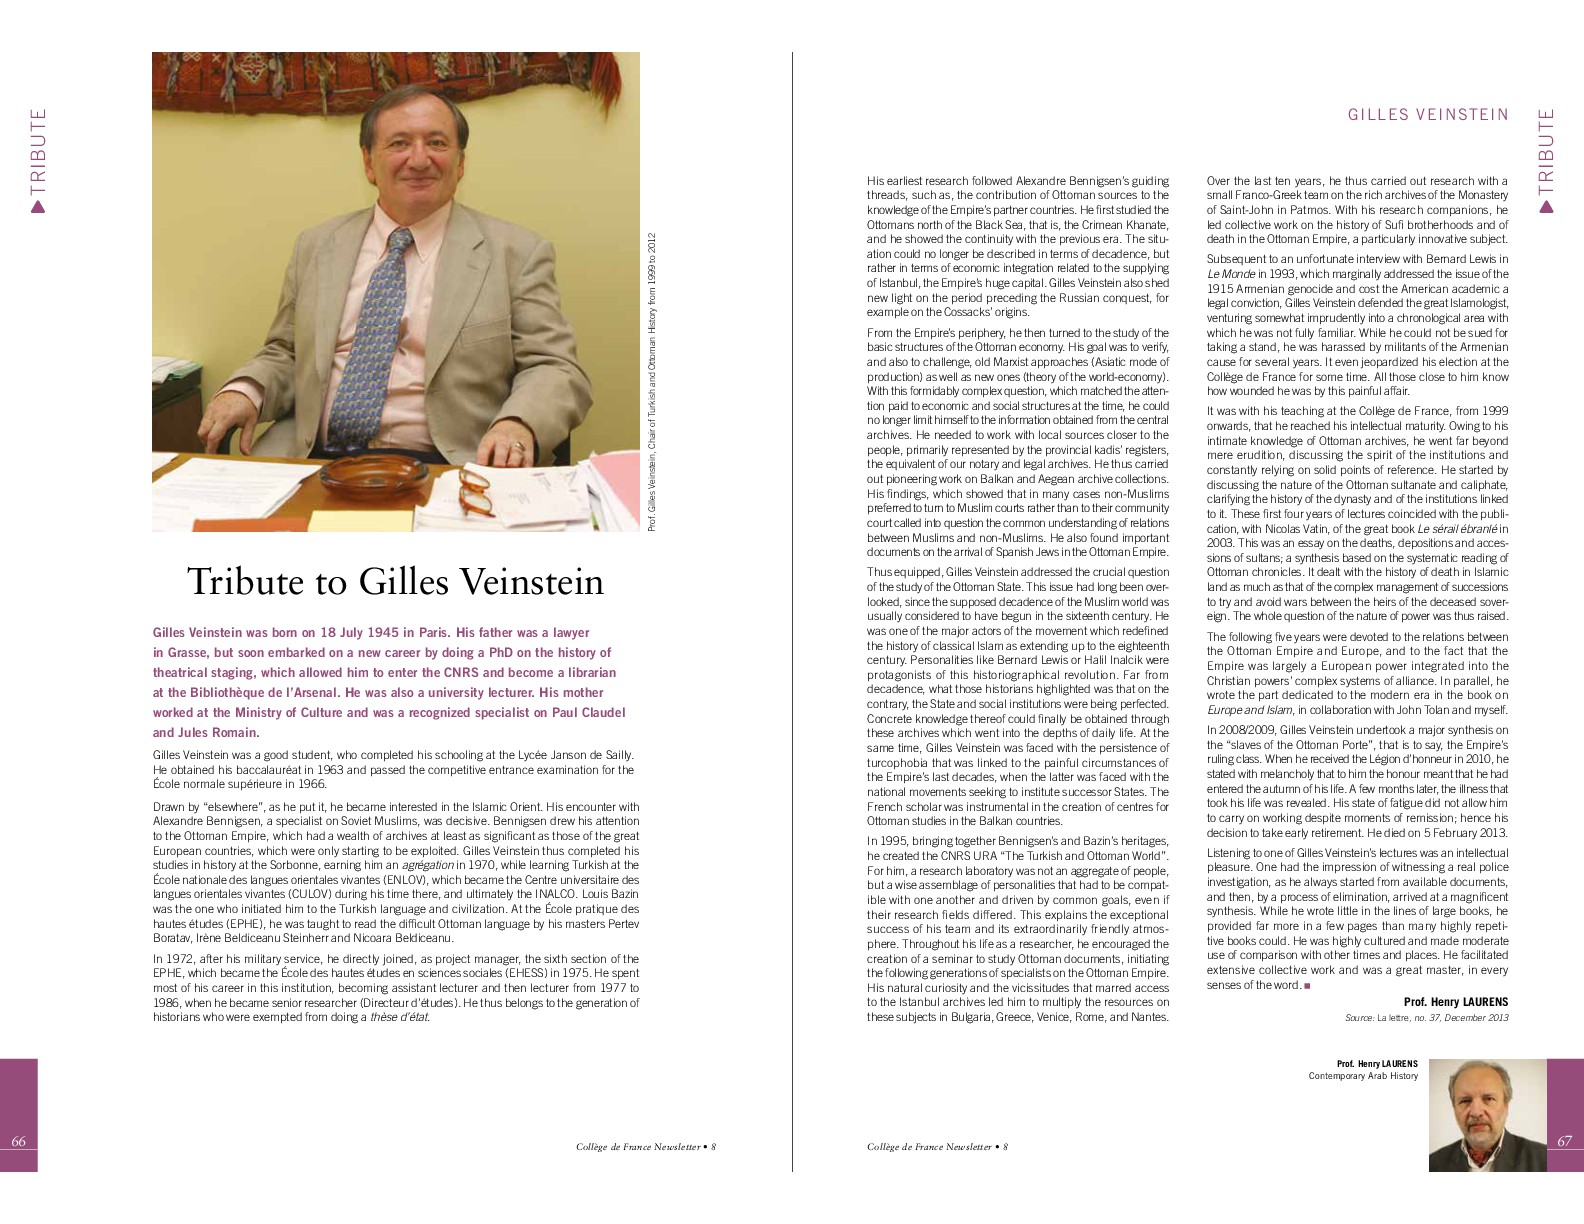 TRIBUTE
Prof. Gilles Veinstein, Chair of Turkish and Ottoman History from 1999 to 2012
Tribute to Gilles Veinstein
Gilles Veinstein was born on 18 July 1945 in Paris. His father was a lawyer
in Grasse, but soon embarked on a new career by doing a PhD on the history of
theatrical staging, which allowed him to enter the CNRS and become a librarian
at the Bibliothèque de l'Arsenal. He was also a university lecturer. His mother
worked at the Ministry of Culture and was a recognized specialist on Paul Claudel
and Jules Romain.
Gilles Veinstein was a good student, who completed his schooling at the Lycée Janson de Sailly.
He obtained his baccalauréat in 1963 and passed the competitive entrance examination for the
École normale supérieure in 1966.
Drawn by "elsewhere", as he put it, he became interested in the Islamic Orient. His encounter with
Alexandre Bennigsen, a specialist on Soviet Muslims, was decisive. Bennigsen drew his attention
to the Ottoman Empire, which had a wealth of archives at least as significant as those of the great
European countries, which were only starting to be exploited. Gilles Veinstein thus completed his
studies in history at the Sorbonne, earning him an agrégation in 1970, while learning Turkish at the
École nationale des langues orientales vivantes (ENLOV), which became the Centre universitaire des
langues orientales vivantes (CULOV) during his time there, and ultimately the INALCO. Louis Bazin
was the one who initiated him to the Turkish language and civilization. At the École pratique des
hautes études (EPHE), he was taught to read the difficult Ottoman language by his masters Pertev
Boratav, Irène Beldiceanu Steinherr and Nicoara Beldiceanu.
In 1972, after his military service, he directly joined, as project manager, the sixth section of the
EPHE, which became the École des hautes études en sciences sociales (EHESS) in 1975. He spent
most of his career in this institution, becoming assistant lecturer and then lecturer from 1977 to
1986, when he became senior researcher (Directeur d'études). He thus belongs to the generation of
historians who were exempted from doing a thèse d'état.
66
Collège de France Newsletter • 8
GILLES VEINSTEIN
TRIBUTE
His earliest research followed Alexandre Bennigsen's guiding
threads, such as, the contribution of Ottoman sources to the
knowledge of the Empire's partner countries. He first studied the
Ottomans north of the Black Sea, that is, the Crimean Khanate,
and he showed the continuity with the previous era. The situ-
ation could no longer be described in terms of decadence, but
rather in terms of economic integration related to the supplying
of Istanbul, the Empire's huge capital. Gilles Veinstein also shed
new light on the period preceding the Russian conquest, for
example on the Cossacks' origins.
From the Empire's periphery, he then turned to the study of the
basic structures of the Ottoman economy. His goal was to verify,
and also to challenge, old Marxist approaches (Asiatic mode of
production) as well as new ones (theory of the world-economy).
With this formidably complex question, which matched the atten-
tion paid to economic and social structures at the time, he could
no longer limit himself to the information obtained from the central
archives. He needed to work with local sources closer to the
people, primarily represented by the provincial kadis' registers,
the equivalent of our notary and legal archives. He thus carried
out pioneering work on Balkan and Aegean archive collections.
His findings, which showed that in many cases non-Muslims
preferred to turn to Muslim courts rather than to their community
court called into question the common understanding of relations
between Muslims and non-Muslims. He also found important
documents on the arrival of Spanish Jews in the Ottoman Empire.
Thus equipped, Gilles Veinstein addressed the crucial question
of the study of the Ottoman State. This issue had long been over-
looked, since the supposed decadence of the Muslim world was
usually considered to have begun in the sixteenth century. He
was one of the major actors of the movement which redefined
the history of classical Islam as extending up to the eighteenth
century. Personalities like Bernard Lewis or Halil Inalcik were
protagonists of this historiographical revolution. Far from
decadence, what those historians highlighted was that on the
contrary, the State and social institutions were being perfected.
Concrete knowledge thereof could finally be obtained through
these archives which went into the depths of daily life. At the
same time, Gilles Veinstein was faced with the persistence of
turcophobia that was linked to the painful circumstances of
the Empire's last decades, when the latter was faced with the
national movements seeking to institute successor States. The
French scholar was instrumental in the creation of centres for
Ottoman studies in the Balkan countries.
In 1995, bringing together Bennigsen's and Bazin's heritages,
he created the CNRS URA "The Turkish and Ottoman World".
For him, a research laboratory was not an aggregate of people,
but a wise assemblage of personalities that had to be compat-
ible with one another and driven by common goals, even if
their research fields differed. This explains the exceptional
success of his team and its extraordinarily friendly atmos-
phere. Throughout his life as a researcher, he encouraged the
creation of a seminar to study Ottoman documents, initiating
the following generations of specialists on the Ottoman Empire.
His natural curiosity and the vicissitudes that marred access
to the Istanbul archives led him to multiply the resources on
these subjects in Bulgaria, Greece, Venice, Rome, and Nantes.
Over the last ten years, he thus carried out research with a
small Franco-Greek team on the rich archives of the Monastery
of Saint-John in Patmos. With his research companions, he
led collective work on the history of Sufi brotherhoods and of
death in the Ottoman Empire, a particularly innovative subject.
Subsequent to an unfortunate interview with Bernard Lewis in
Le Monde in 1993, which marginally addressed the issue of the
1915 Armenian genocide and cost the American academic a
legal conviction, Gilles Veinstein defended the great Islamologist,
venturing somewhat imprudently into a chronological area with
which he was not fully familiar. While he could not be sued for
taking a stand, he was harassed by militants of the Armenian
cause for several years. It even jeopardized his election at the
Collège de France for some time. All those close to him know
how wounded he was by this painful affair.
It was with his teaching at the Collège de France, from 1999
onwards, that he reached his intellectual maturity. Owing to his
intimate knowledge of Ottoman archives, he went far beyond
mere erudition, discussing the spirit of the institutions and
constantly relying on solid points of reference. He started by
discussing the nature of the Ottoman sultanate and caliphate,
clarifying the history of the dynasty and of the institutions linked
to it. These first four years of lectures coincided with the publi-
cation, with Nicolas Vatin, of the great book Le sérail ébranlé in
2003. This was an essay on the deaths, depositions and acces-
sions of sultans; a synthesis based on the systematic reading of
Ottoman chronicles. It dealt with the history of death in Islamic
land as much as that of the complex management of successions
to try and avoid wars between the heirs of the deceased sover-
eign. The whole question of the nature of power was thus raised.
The following five years were devoted to the relations between
the Ottoman Empire and Europe, and to the fact that the
Empire was largely a European power integrated into the
Christian powers' complex systems of alliance. In parallel, he
wrote the part dedicated to the modern era in the book on
Europe and Islam, in collaboration with John Tolan and myself.
In 2008/2009, Gilles Veinstein undertook a major synthesis on
the "slaves of the Ottoman Porte", that is to say, the Empire's
ruling class. When he received the Légion d'honneur in 2010, he
stated with melancholy that to him the honour meant that he had
entered the autumn of his life. A few months later, the illness that
took his life was revealed. His state of fatigue did not allow him
to carry on working despite moments of remission; hence his
decision to take early retirement. He died on 5 February 2013.
Listening to one of Gilles Veinstein's lectures was an intellectual
pleasure. One had the impression of witnessing a real police
investigation, as he always started from available documents,
and then, by a process of elimination, arrived at a magnificent
synthesis. While he wrote little in the lines of large books, he
provided far more in a few pages than many highly repeti-
tive books could. He was highly cultured and made moderate
use of comparison with other times and places. He facilitated
extensive collective work and was a great master, in every
senses of the word. ■
Prof. Henry LAURENS
Source: La lettre, no. 37, December 2013
Prof. Henry LAURENS
Contemporary Arab History
Collège de France Newsletter • 8
67